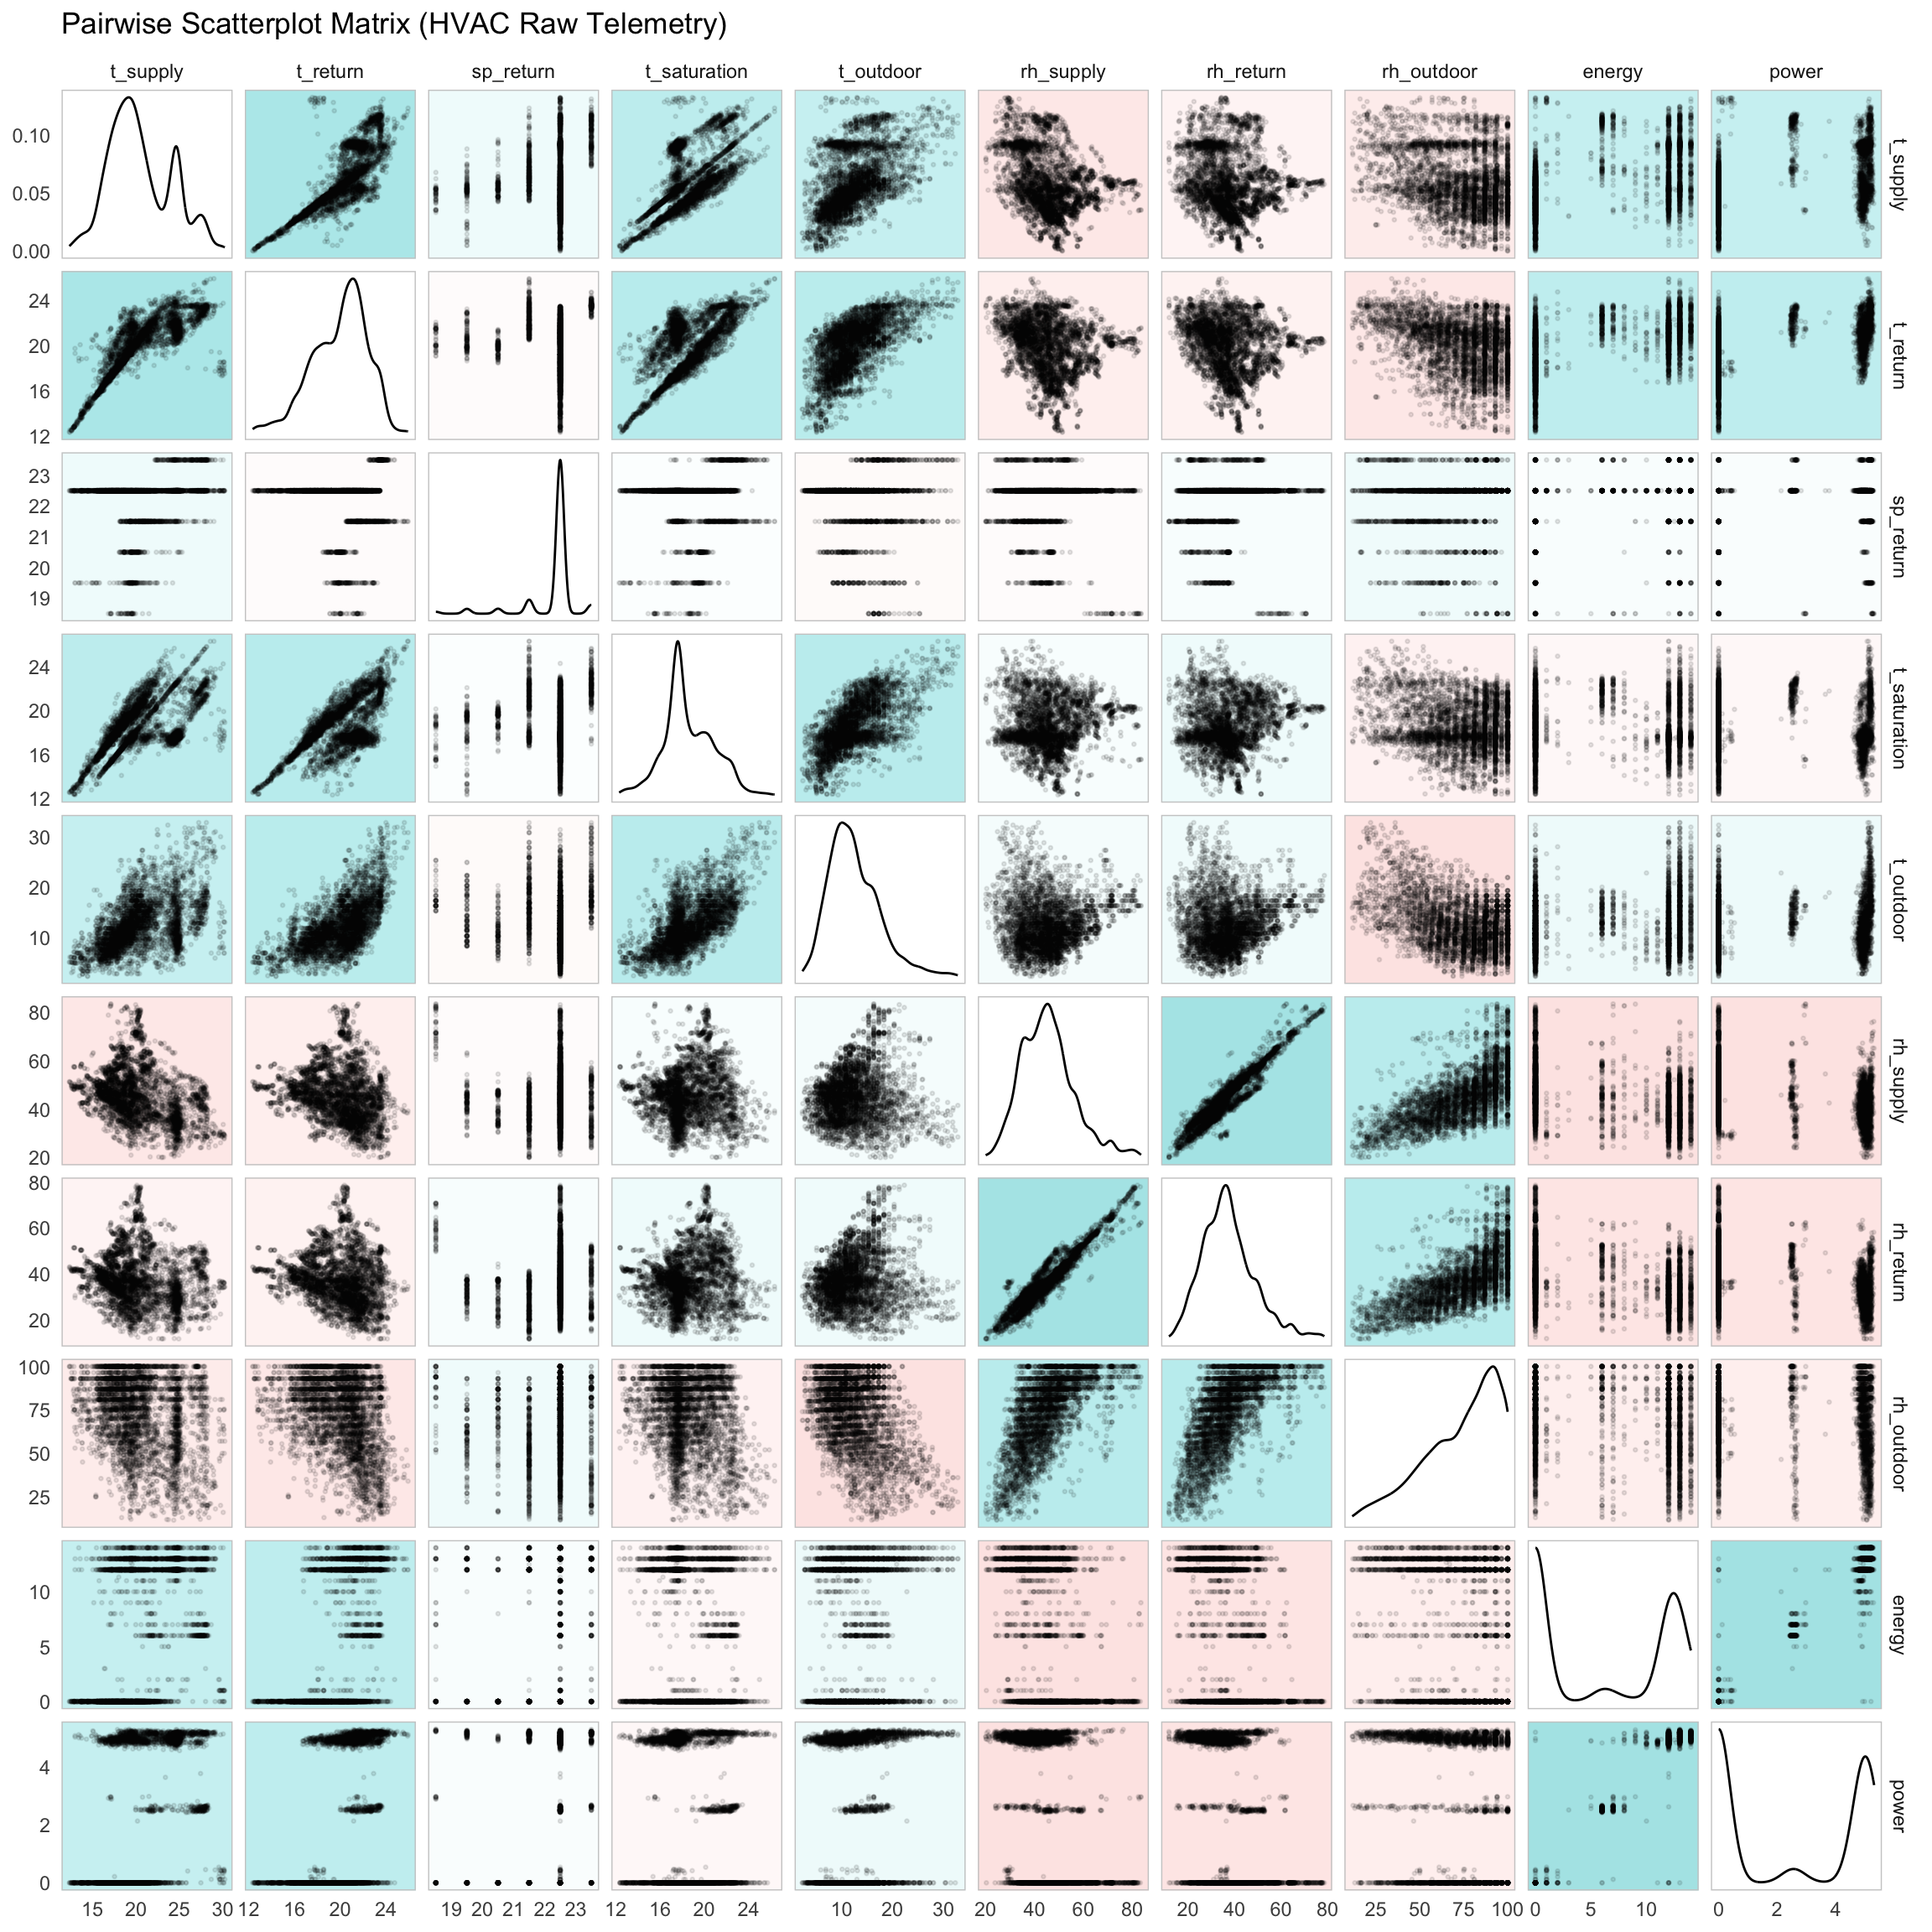 Pairwise Scatterplot Matrix (HVAC Raw Telemetry)
t_supply t_return sp_return t_saturation t_outdoor rh_supply rh_return rh_outdoor energy power
0.10
0.05
0.00
t_supply
24
20
16
12
t_return
23
22
21
20
19
sp_return
24
20
16
12
t_saturation
30
20
10
t_outdoor
80
60
40
20
rh_supply
80
60
40
20
rh_return
100
75
50
25
rh_outdoor
10
5
0
energy
4
2
0
power
15 20 25 30 12 16 20 24 19 20 21 22 23 12 16 20 24 10 20 30 20 40 60 80 20 40 60 80 25 50 75 100 0 5 10 0 2 4